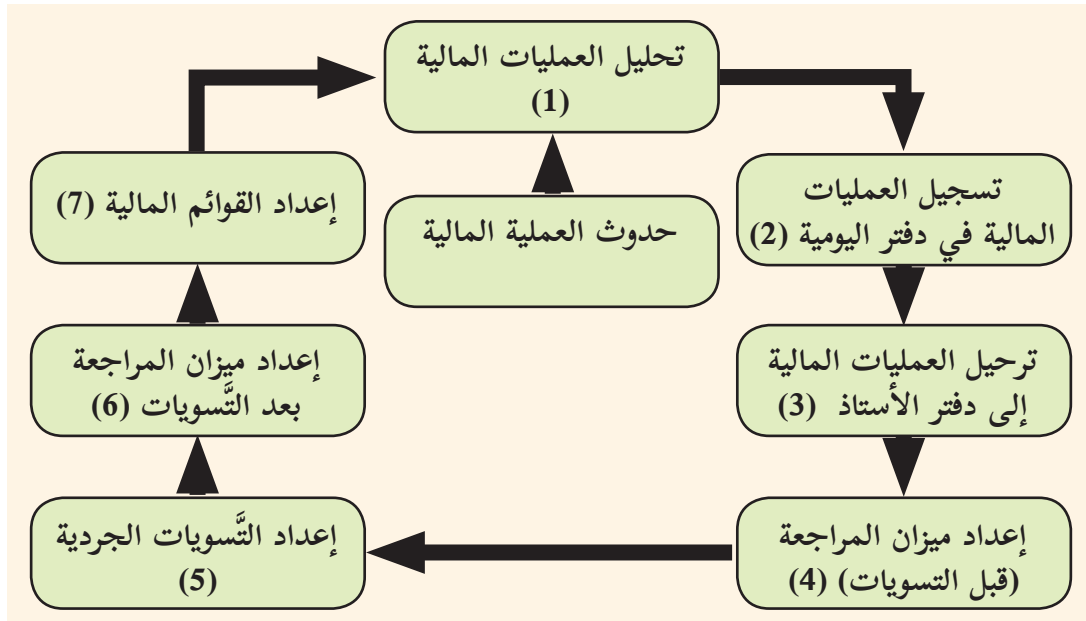 تحليل العمليات المالية
(1)
حدوث العملية المالية
تسجيل العمليات
المالية في دفتر اليومية (2)
ترحيل العمليات المالية
إلى دفتر الأستاذ (3)
إعداد ميزان المراجعة
(قبل التسويات) (4)
إعداد التَّسويات الجردية
(5)
إعداد ميزان المراجعة
بعد التَّسويات (6)
إعداد القوائم المالية (7)